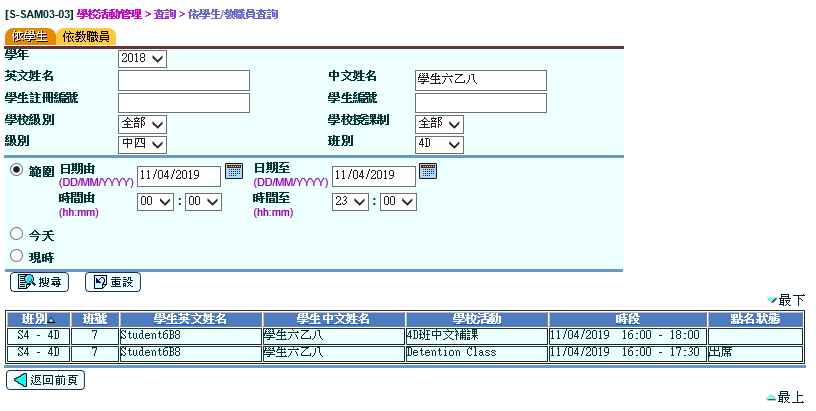 [S-SAM03-03] 學校活動管理 > 查詢 > 依學生/教職員查詢
依學生 依教職員
學年 2018
英文姓名 中文姓名 學生六乙八
學生註冊編號 學生編號
學校級別 全部 學校授課制 全部
級別 中四 班別 4D
範圍 日期由 (DD/MM/YYYY) 11/04/2019 日期至 (DD/MM/YYYY) 11/04/2019
時間由 (hh:mm) 00 : 00 時間至 (hh:mm) 23 : 00
今天
現時
搜尋 重設
最下
班別 班號 學生英文姓名 學生中文姓名 學校活動 時段 點名狀態
S4 - 4D 7 Student6B8 學生六乙八 4D班中文補課 11/04/2019 16:00 - 18:00
S4 - 4D 7 Student6B8 學生六乙八 Detention Class 11/04/2019 16:00 - 17:30 出席
返回前頁
最上